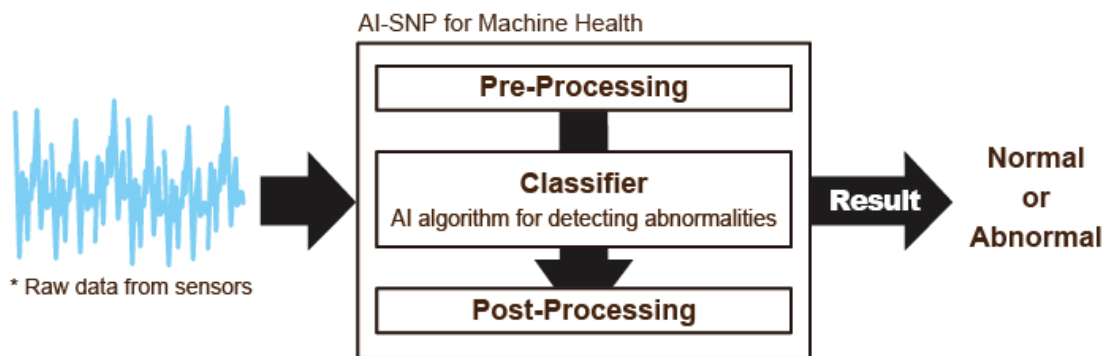 AI-SNP for Machine Health
Pre-Processing
Classifier
AI algorithm for detecting abnormalities
Post-Processing
* Raw data from sensors
Result
Normal
or
Abnormal